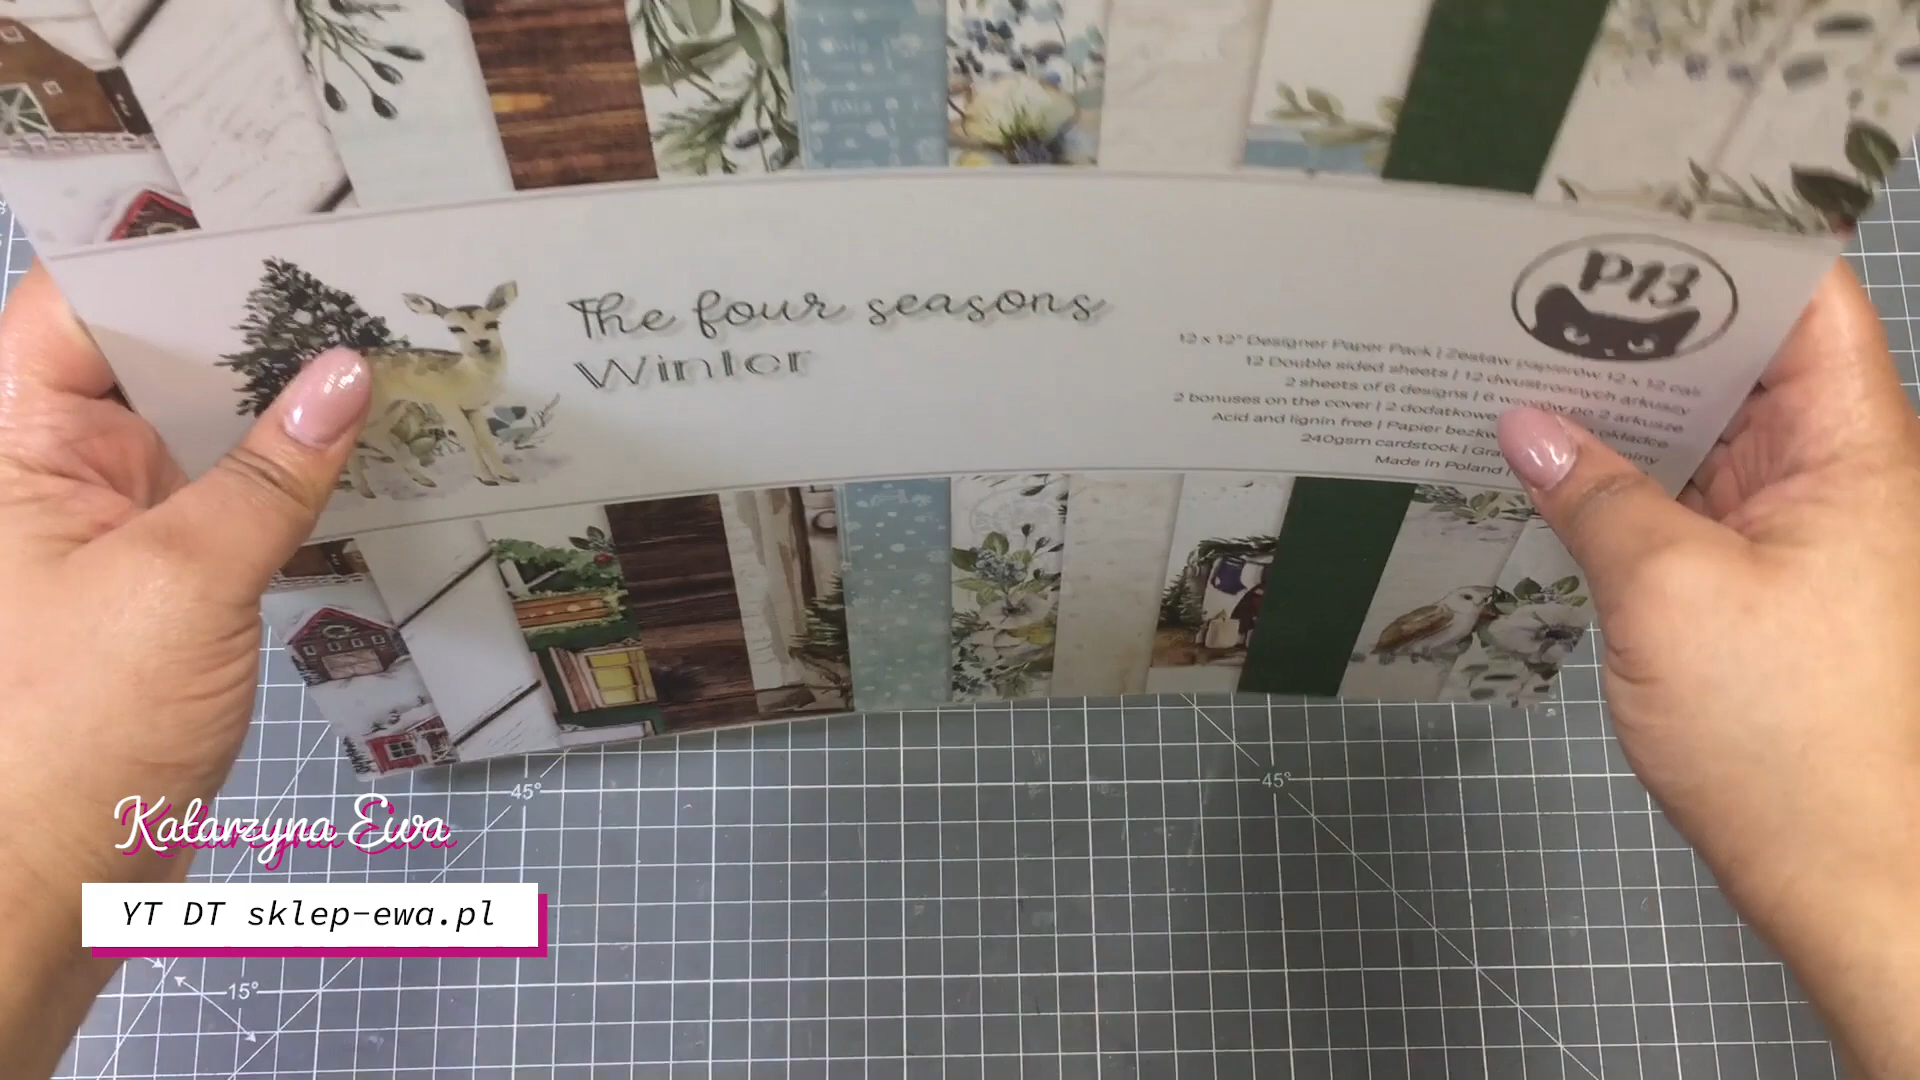 P13
The four seasons
Winter
12 x 12" Designer Paper Pack | Zestaw papierów 12 x 12 cali
12 Double sided sheets | 12 dwustronnych arkuszy
2 sheets of 6 designs | 6 wzorów po 2 arkusze
2 bonuses on the cover | 2 dodatkowe okładce
Acid and lignin free | Papier
240gsm cardstock |
Made in Poland |
45°
45°
Katarzyna Ewa
YT DT sklep-ewa.pl
15°